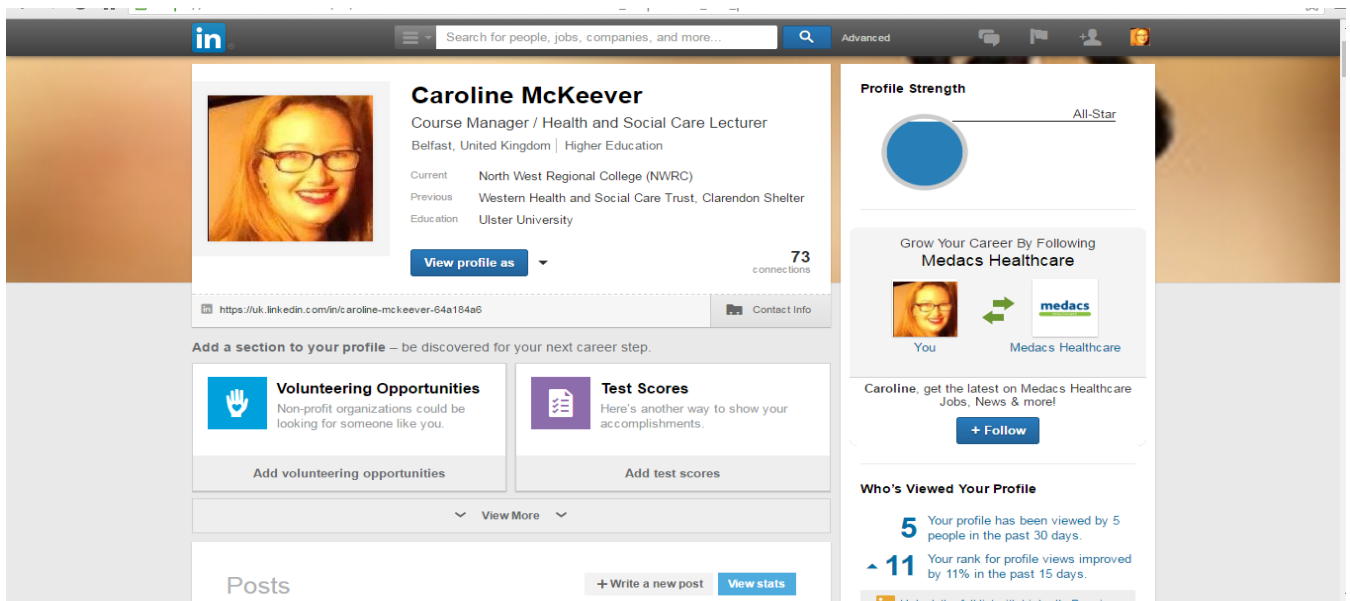 in
Search for people, jobs, companies, and more...
Advanced
Caroline McKeever
Course Manager / Health and Social Care Lecturer
Belfast, United Kingdom | Higher Education
Current North West Regional College (NWRC)
Previous Western Health and Social Care Trust, Clarendon Shelter
Education Ulster University
View profile as
73
connections
in https://uk.linkedin.com/in/caroline-mckeever-64a184a6
Contact Info
Add a section to your profile – be discovered for your next career step.
Volunteering Opportunities
Non-profit organizations could be
looking for someone like you.
Add volunteering opportunities
Test Scores
Here's another way to show your
accomplishments.
Add test scores
View More
Posts
+ Write a new post
View stats
Profile Strength
All-Star
Grow Your Career By Following
Medacs Healthcare
medacs
HEALTHCARE
You
Medacs Healthcare
Caroline, get the latest on Medacs Healthcare
Jobs, News & more!
+ Follow
Who's Viewed Your Profile
5 Your profile has been viewed by 5
people in the past 30 days.
11 Your rank for profile views improved
by 11% in the past 15 days.